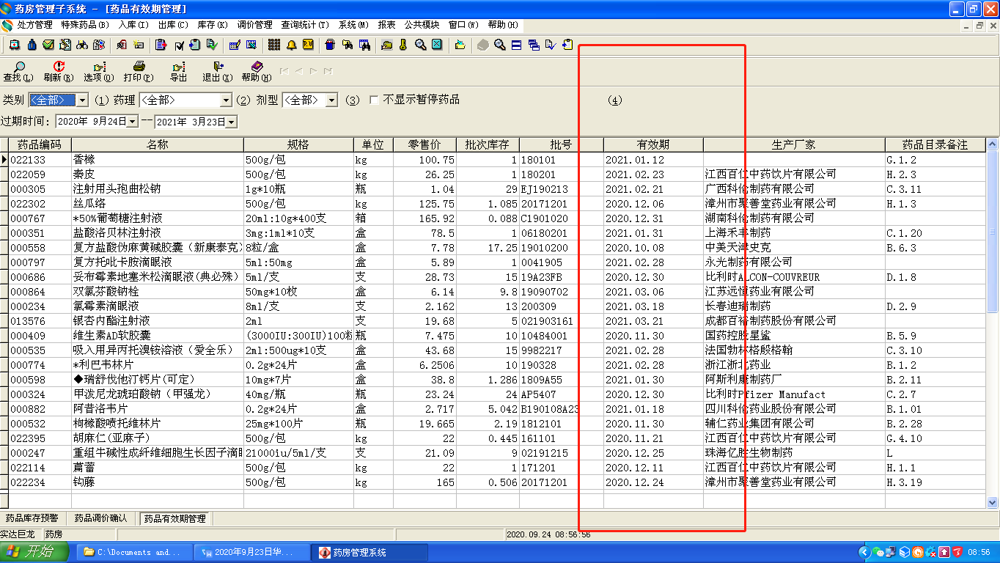 药房管理子系统 - [药品有效期管理]
处方管理 特殊药品(B) 入库(I) 出库(C) 库存(K) 调价管理 查询统计(T) 系统(M) 报表 公共模块 窗口(W) 帮助(H)
查找(L) 刷新(R) 选项(O) 打印(P) 导出 退出(X) 帮助(H)
类别 <全部> (1) 药理 <全部> (2) 剂型 <全部> (3) 不显示暂停药品 (4)
过期时间: 2020年 9月24日 -- 2021年 3月23日
药品编码 名称 规格 单位 零售价 批次库存 批号 有效期 生产厂家 药品目录备注
022133 香橼 500g/包 kg 100.75 1 180101 2021.01.12 G.1.2
022059 秦皮 500g/包 kg 26.25 1 180201 2021.02.23 江西百仁中药饮片有限公司 H.2.3
000305 注射用头孢曲松钠 1g*10瓶 瓶 1.04 29 EJ190213 2021.02.21 广西科伦制药有限公司 C.3.11
022302 丝瓜络 500g/包 kg 125.75 1.085 20171201 2020.12.06 漳州市聚善堂药业有限公司 H.1.3
000767 *50%葡萄糖注射液 20ml:10g*400支 箱 165.92 0.088 C1901020 2020.12.31 湖南科伦制药有限公司
000351 盐酸洛贝林注射液 3mg:1ml*10支 盒 78.5 1 06180201 2021.01.31 上海禾丰制药 C.1.20
000558 复方盐酸伪麻黄碱胶囊（新康泰克） 8粒/盒 盒 7.78 17.25 19010200 2020.10.08 中美天津史克 B.6.3
000797 复方托吡卡胺滴眼液 5ml:50mg 盒 5.89 1 0041905 2021.02.28 永光制药有限公司
000686 妥布霉素地塞米松滴眼液(典必殊) 5ml/支 支 28.73 15 19A23FB 2020.12.30 比利时ALCON-COUVREUR D.1.8
000864 双氯芬酸钠栓 50mg*10枚 盒 6.14 9.8 19090702 2021.03.06 江苏远恒药业有限公司
000234 氯霉素滴眼液 8ml/支 支 2.162 13 200309 2021.03.18 长春迪瑞制药 D.2.9
013576 银杏内酯注射液 2ml 支 19.68 5 021903161 2021.03.21 成都百裕制药股份有限公司
000409 维生素AD软胶囊 (3000IU:300IU)100粒 瓶 7.475 10 10484001 2020.11.30 国药控股星鲨 B.5.9
000535 吸入用异丙托溴铵溶液（爱全乐） 2ml:500ug*10支 盒 43.68 15 9982217 2021.02.28 法国勃林格殷格翰 C.3.10
000774 *利巴韦林片 0.2g*24片 盒 6.2506 10 190328 2021.02.28 浙江浙北药业 B.1.2
000598 ◆瑞舒伐他汀钙片(可定) 10mg*7片 盒 38.8 1.286 1809A55 2021.01.30 阿斯利康制药厂 B.2.11
000324 甲泼尼龙琥珀酸钠（甲强龙） 40mg/瓶 瓶 23.24 24 AP5407 2020.12.30 比利时Pfizer Manufact C.2.7
000882 阿昔洛韦片 0.2g*24片 盒 2.717 5.042 B190108A23 2021.01.18 四川科伦药业股份有限公司 B.1.01
000532 枸橼酸喷托维林片 25mg*100片 瓶 19.665 2.19 1812101 2020.11.30 辅仁药业集团有限公司 B.2.28
022395 胡麻仁(亚麻子) 500g/包 kg 22 0.445 161101 2020.11.21 江西百仁中药饮片有限公司 G.4.10
000247 重组牛碱性成纤维细胞生长因子滴眼 21000iu/5ml/支 支 21.09 9 02191215 2020.12.25 珠海亿胜生物制药 L
022114 萹蓄 500g/包 kg 22 1 171201 2020.12.11 江西百仁中药饮片有限公司 H.1.1
022234 钩藤 500g/包 kg 165 0.506 20171201 2020.12.24 漳州市聚善堂药业有限公司 H.3.19
药品库存预警 药品调价确认 药品有效期管理
实达巨龙 药房 2020.09.24 08:56:56
开始 C:\Documents and... 2020年9月23日华... 药房管理系统 08:56